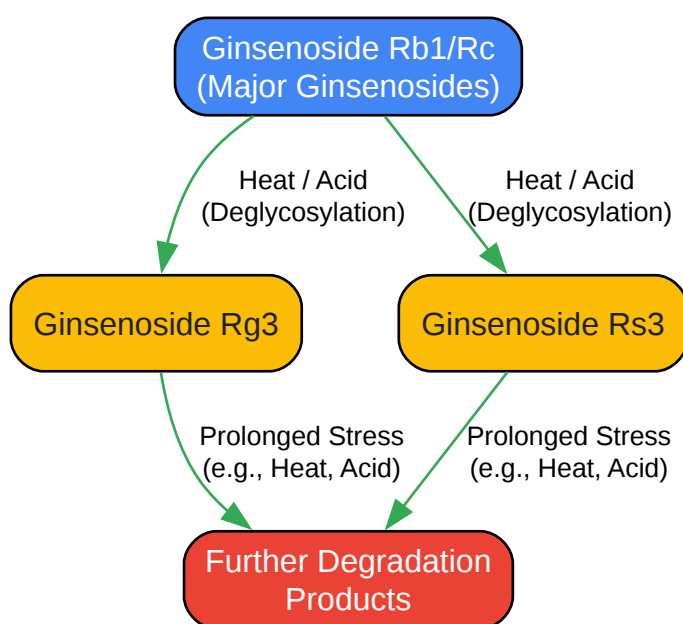 Ginsenoside Rb1/Rc
(Major Ginsenosides)
Heat / Acid
(Deglycosylation)
Heat / Acid
(Deglycosylation)
Ginsenoside Rg3
Ginsenoside Rs3
Prolonged Stress
(e.g., Heat, Acid)
Prolonged Stress
(e.g., Heat, Acid)
Further Degradation
Products